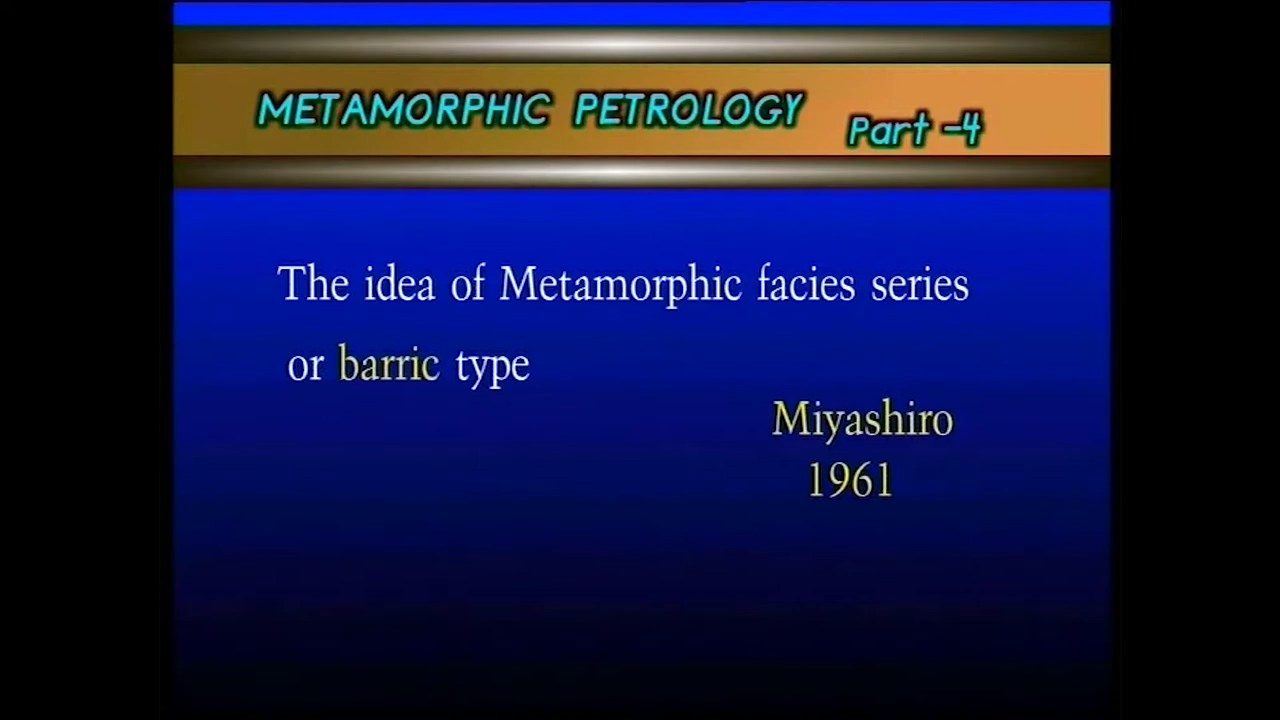 METAMORPHIC PETROLOGY Part -4
The idea of Metamorphic facies series
or barric type
Miyashiro
1961